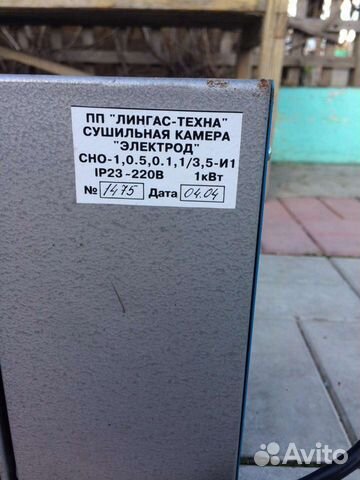 ПП "ЛИНГАС-ТЕХНА"
СУШИЛЬНАЯ КАМЕРА
"ЭЛЕКТРОД"
СНО-1,0.5,0.1,1/3,5-И1
IP23-220В 1кВт
№ 1475 Дата 04.04
Avito